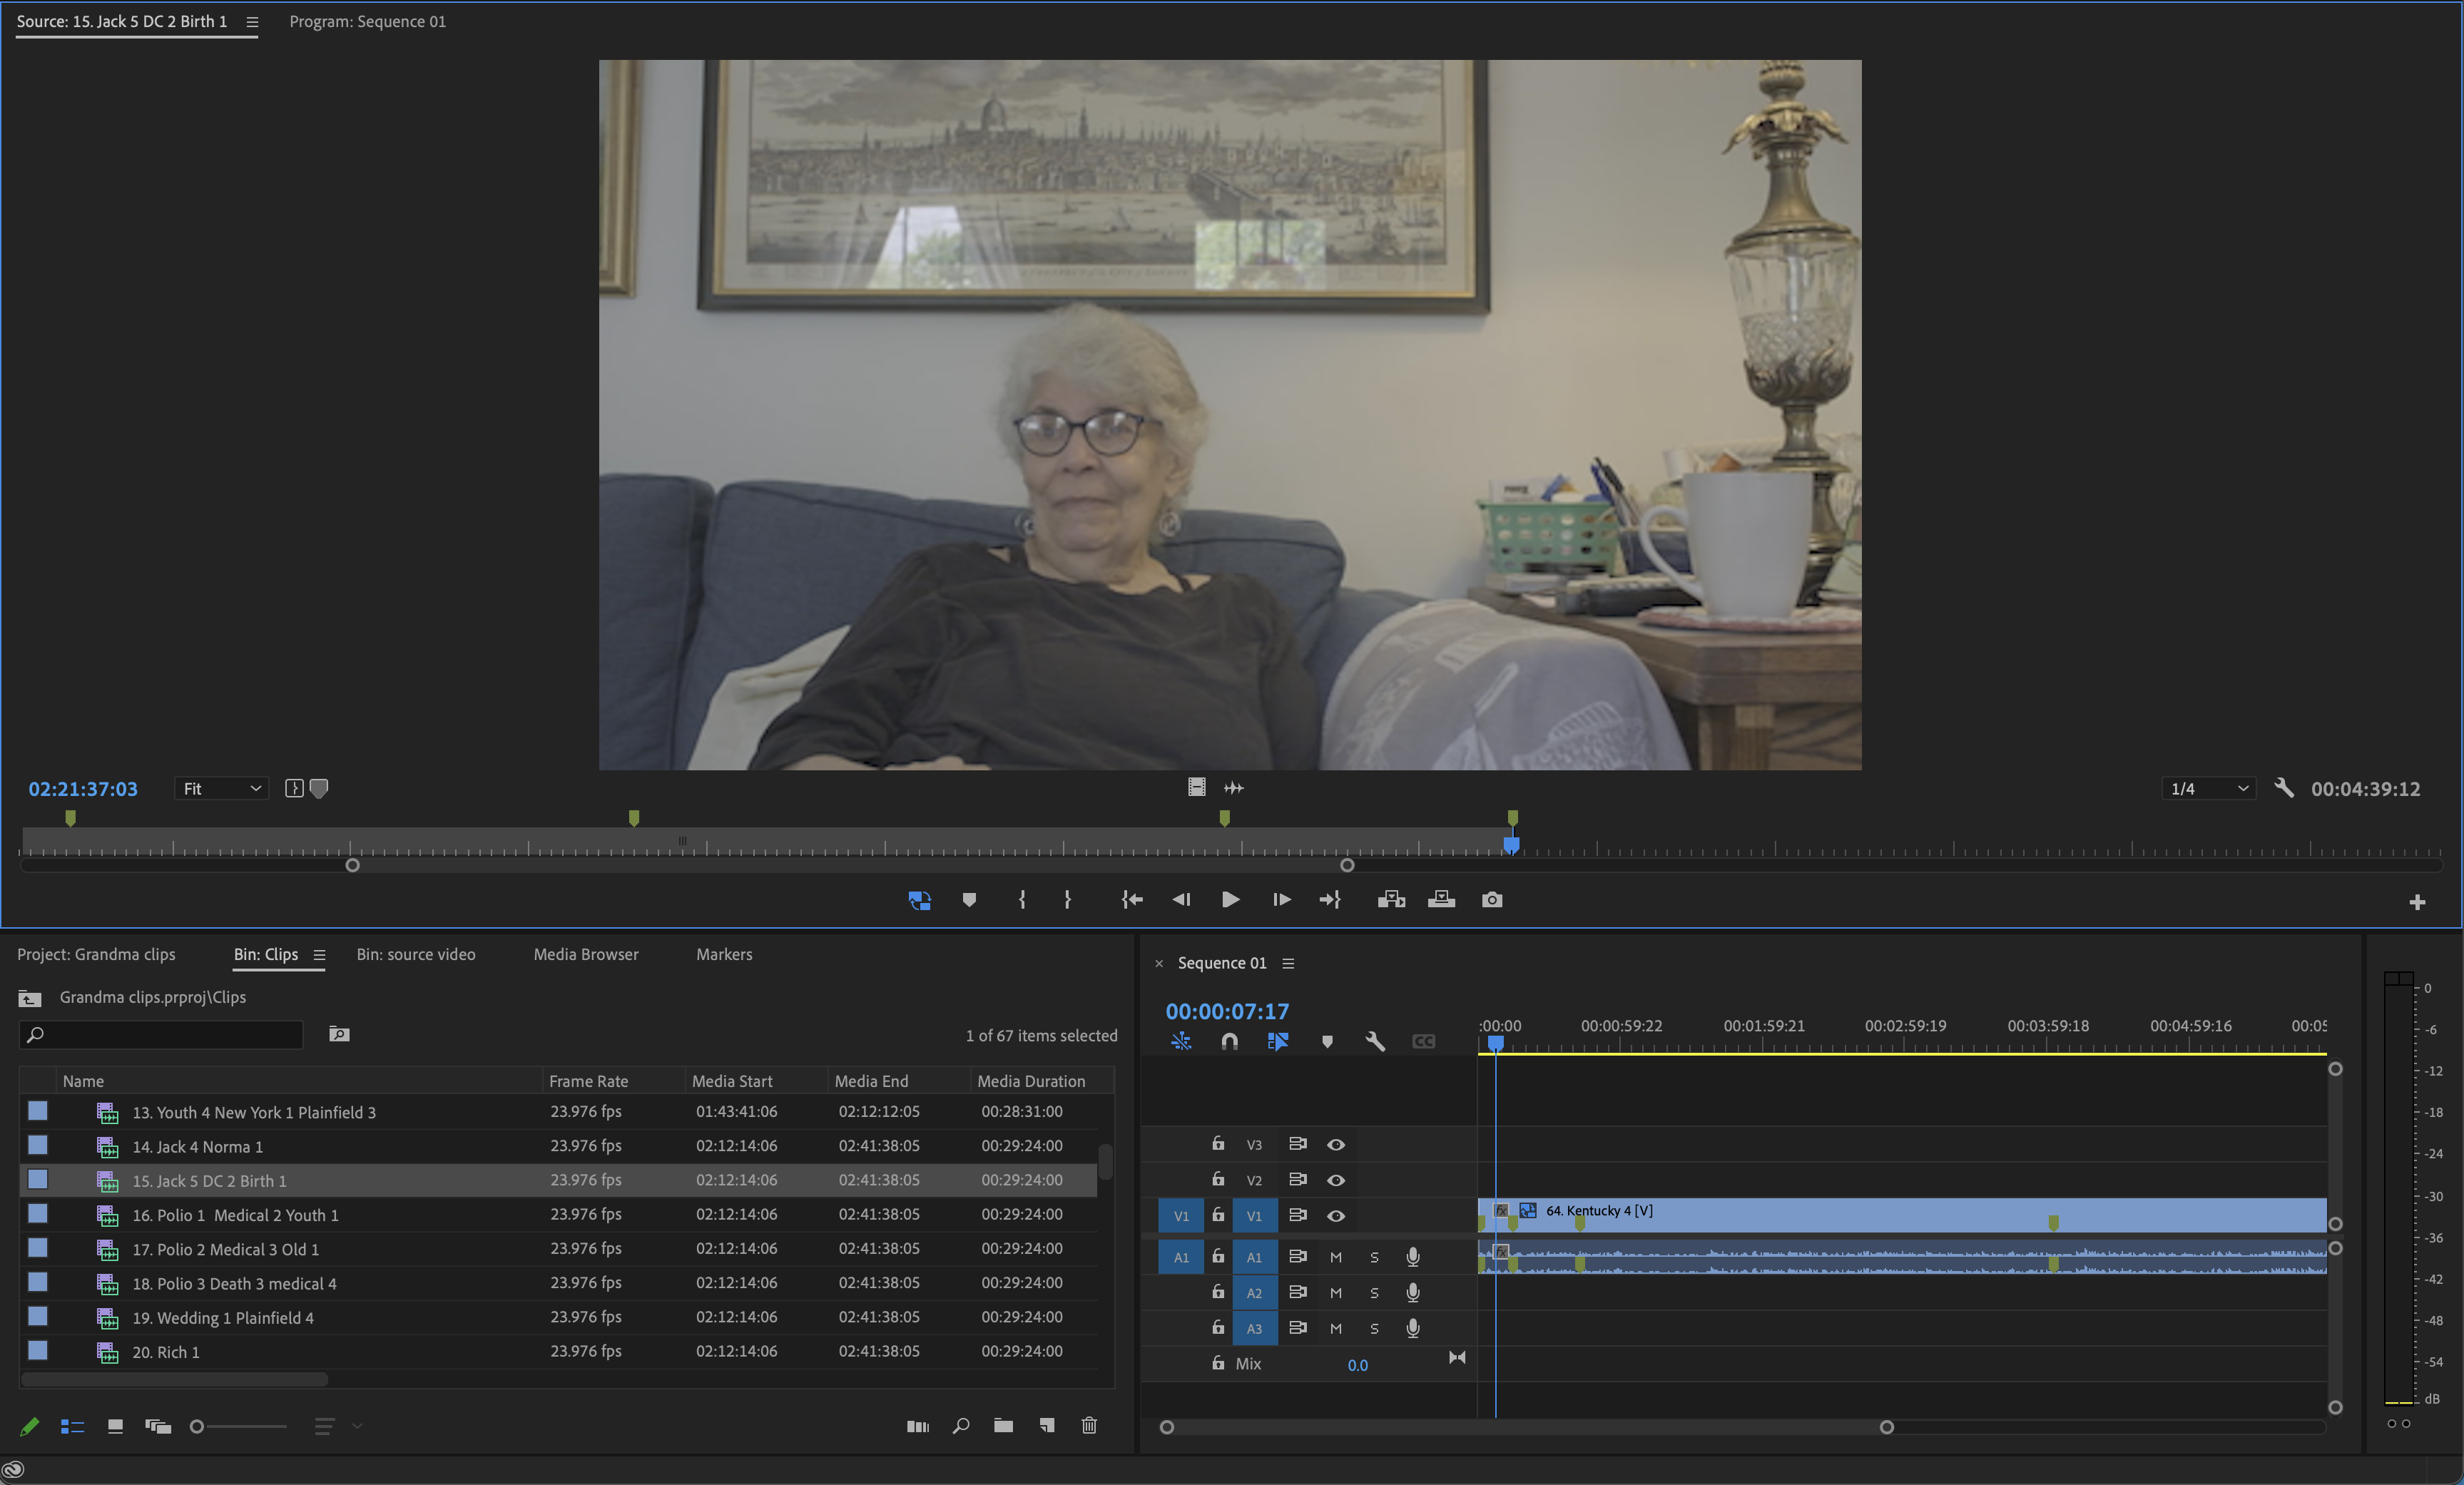 Source: 15. Jack 5 DC 2 Birth 1
Program: Sequence 01
02:21:37:03
Fit
1/4
00:04:39:12
Project: Grandma clips
Bin: Clips
Bin: source video
Media Browser
Markers
Grandma clips.prproj\Clips
1 of 67 items selected
Name Frame Rate Media Start Media End Media Duration
13. Youth 4 New York 1 Plainfield 3 23.976 fps 01:43:41:06 02:12:12:05 00:28:31:00
14. Jack 4 Norma 1 23.976 fps 02:12:14:06 02:41:38:05 00:29:24:00
15. Jack 5 DC 2 Birth 1 23.976 fps 02:12:14:06 02:41:38:05 00:29:24:00
16. Polio 1  Medical 2 Youth 1 23.976 fps 02:12:14:06 02:41:38:05 00:29:24:00
17. Polio 2 Medical 3 Old 1 23.976 fps 02:12:14:06 02:41:38:05 00:29:24:00
18. Polio 3 Death 3 medical 4 23.976 fps 02:12:14:06 02:41:38:05 00:29:24:00
19. Wedding 1 Plainfield 4 23.976 fps 02:12:14:06 02:41:38:05 00:29:24:00
20. Rich 1 23.976 fps 02:12:14:06 02:41:38:05 00:29:24:00
× Sequence 01
00:00:07:17
CC
:00:00 00:00:59:22 00:01:59:21 00:02:59:19 00:03:59:18 00:04:59:16
V3
V2
V1 V1
fx 64. Kentucky 4 [V]
A1 A1 M S
fx
A2 M S
A3 M S
Mix 0.0
0
-6
-12
-18
-24
-30
-36
-42
-48
-54
dB